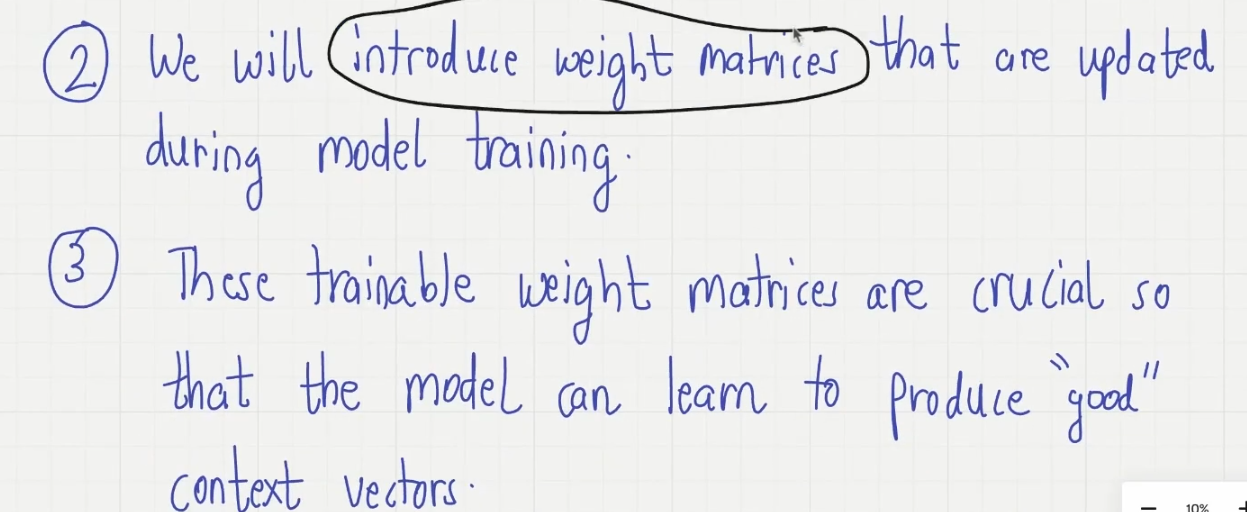 2 We will introduce weight matrices that are updated
during model training.
3 These trainable weight matrices are crucial so
that the model can learn to produce "good"
context vectors.
− 10% +